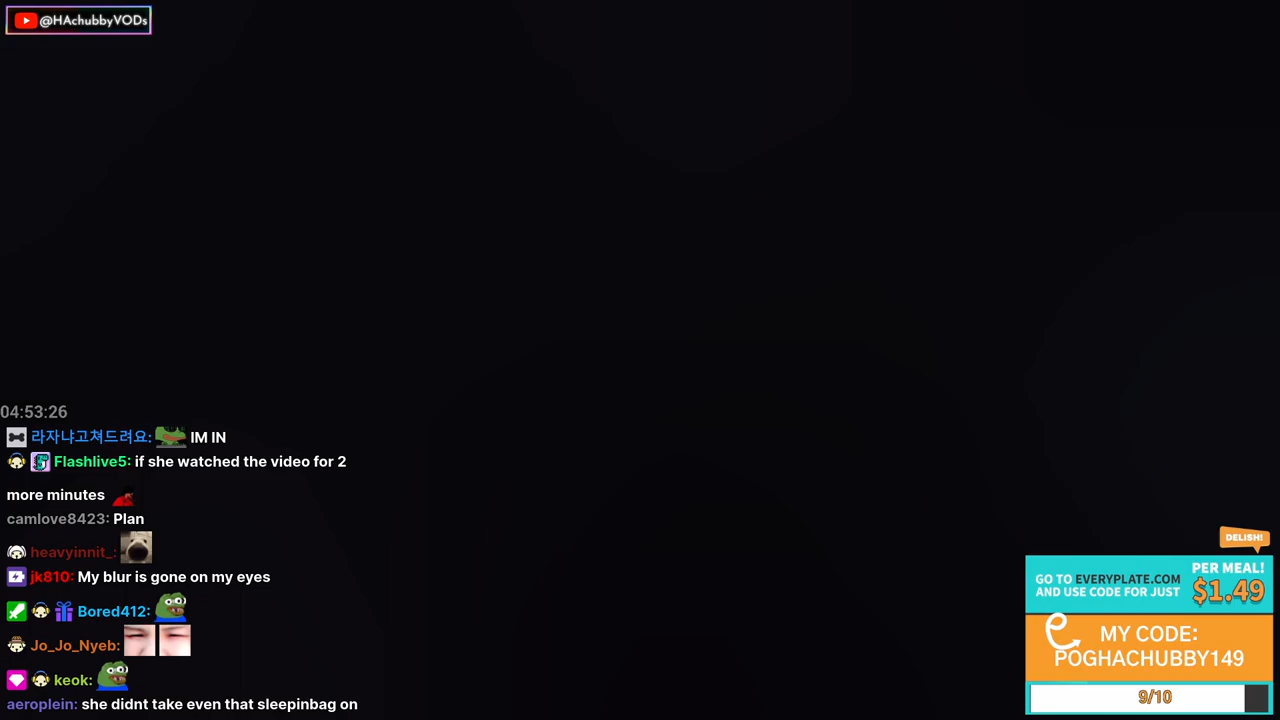 @HAchubbyVODs
04:53:26
라자냐고쳐드려요: IM IN
Flashlive5: if she watched the video for 2
more minutes
camlove8423: Plan
heavyinnit_:
jk810: My blur is gone on my eyes
Bored412:
Jo_Jo_Nyeb:
keok:
aeroplein: she didnt take even that sleepinbag on
DELISH!
GO TO EVERYPLATE.COM
AND USE CODE FOR JUST
PER MEAL!
$1.49
MY CODE:
POGHACHUBBY149
9/10